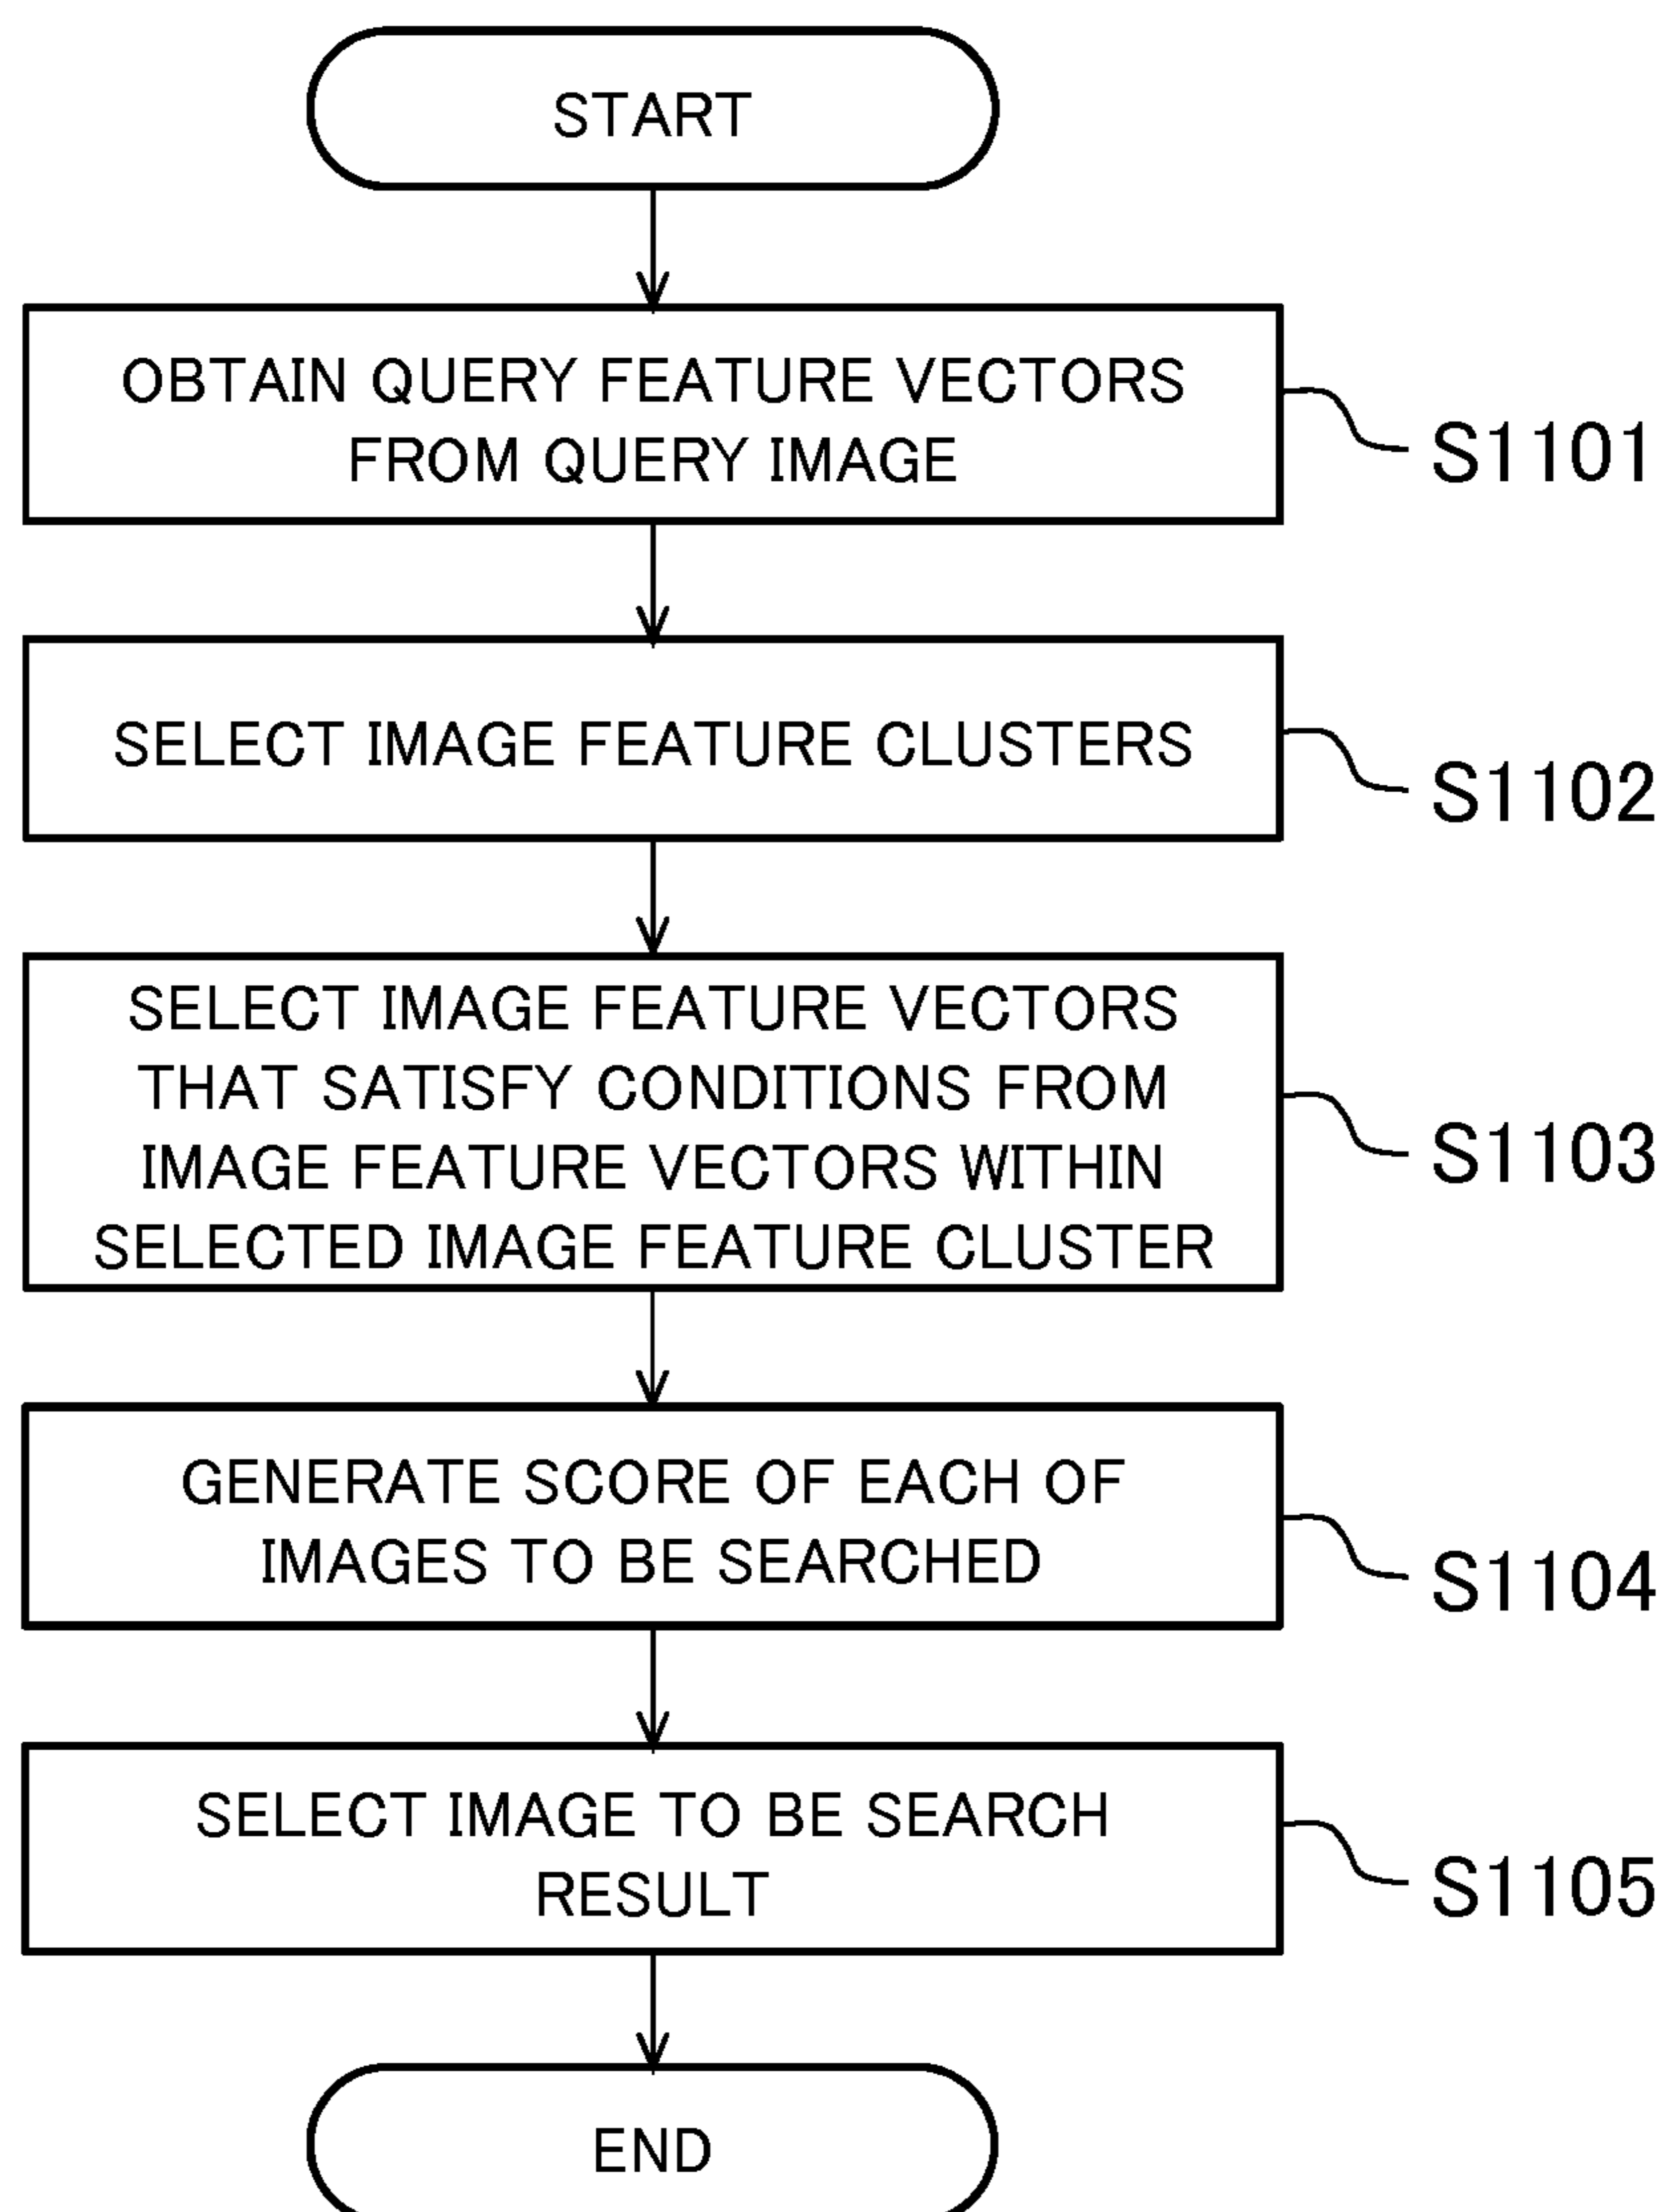 START
OBTAIN QUERY FEATURE VECTORS
FROM QUERY IMAGE
S1101
SELECT IMAGE FEATURE CLUSTERS
S1102
SELECT IMAGE FEATURE VECTORS
THAT SATISFY CONDITIONS FROM
IMAGE FEATURE VECTORS WITHIN
SELECTED IMAGE FEATURE CLUSTER
S1103
GENERATE SCORE OF EACH OF
IMAGES TO BE SEARCHED
S1104
SELECT IMAGE TO BE SEARCH
RESULT
S1105
END